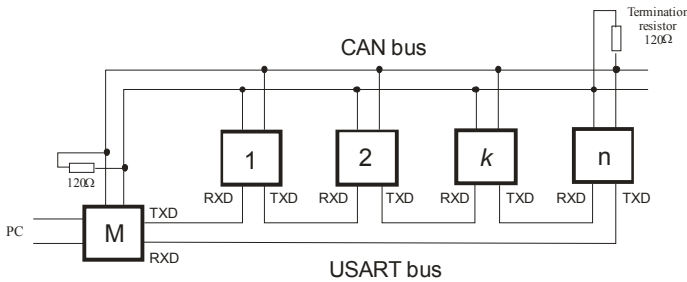 Termination
resistor
120Ω
CAN bus
120Ω
1
2
k
n
RXD TXD RXD TXD RXD TXD RXD TXD
TXD
PC
M
RXD
USART bus